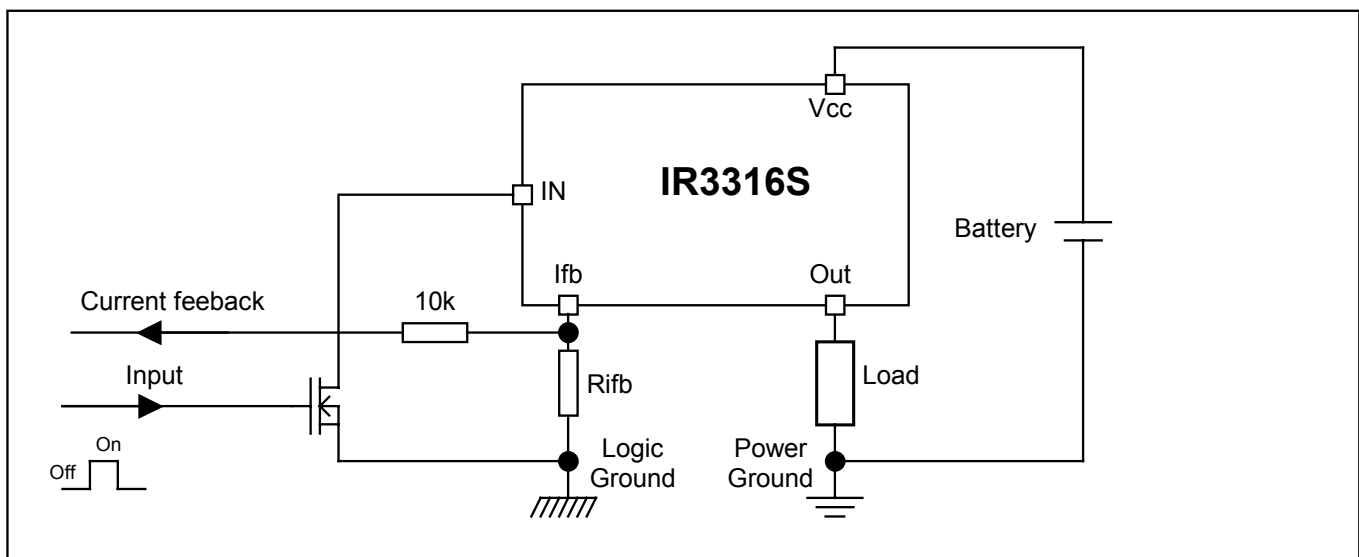 Vcc
IR3316S
IN
Battery
Ifb
Out
Current feeback
10k
Input
Rifb
Load
On
Off
Logic
Ground
Power
Ground